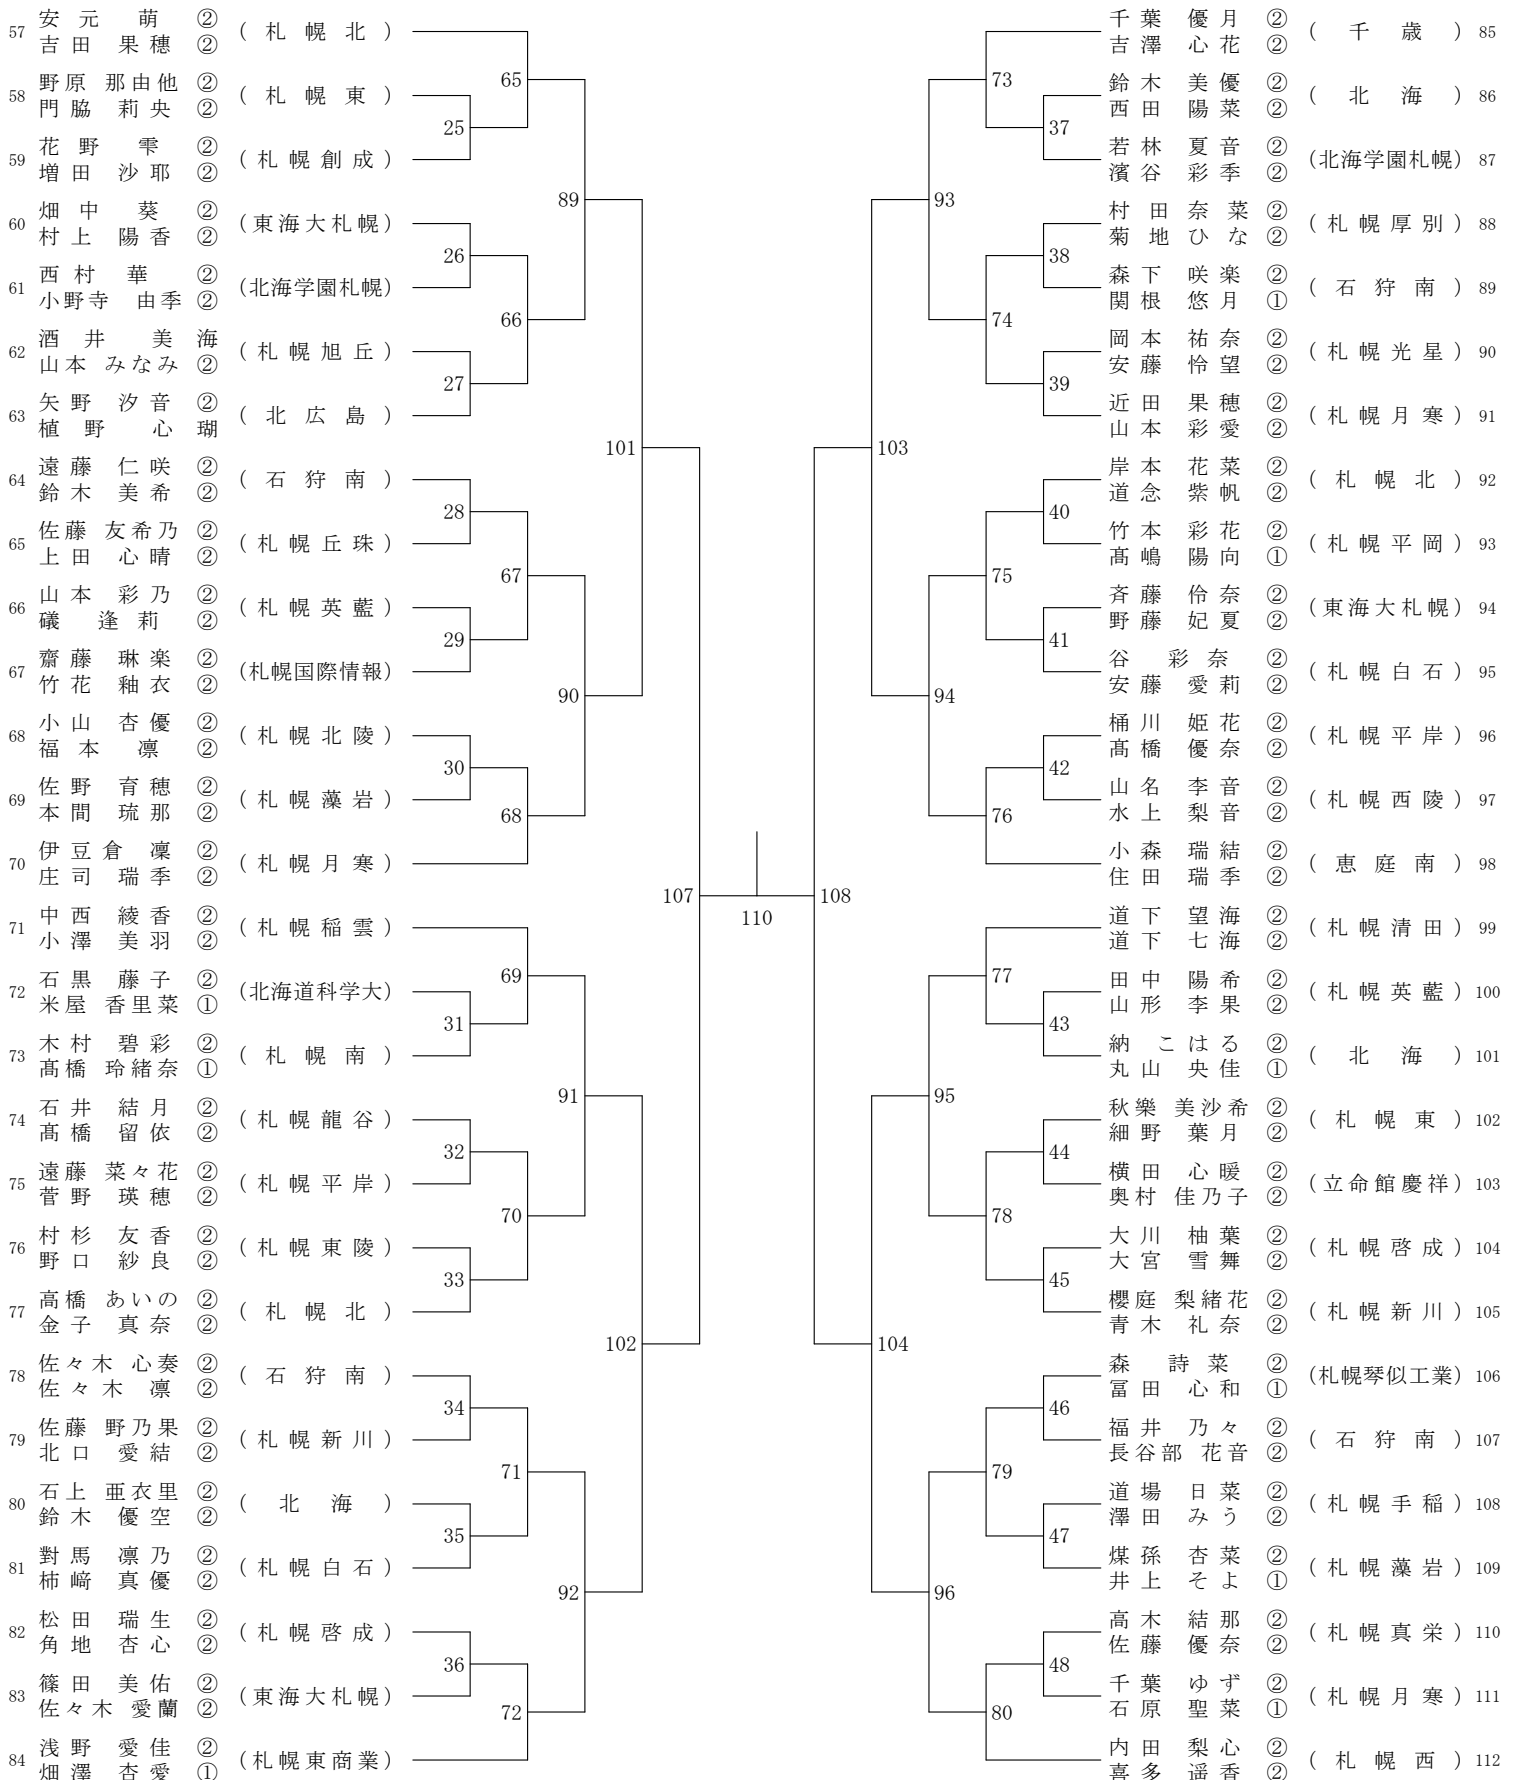 57 安元 萌 ② (札幌北)
吉田 果穂 ②
58 野原 那由他 ② (札幌東)
門脇 莉央 ②
59 花野 雫 ② (札幌創成)
増田 沙耶 ②
60 畑中 葵 ② (東海大札幌)
村上 陽香 ②
61 西村 華 ② (北海学園札幌)
小野寺 由季 ②
62 酒井 美海 (札幌旭丘)
山本 みなみ ②
63 矢野 汐音 ② (北広島)
植野 心瑚
64 遠藤 仁咲 ② (石狩南)
鈴木 美希 ②
65 佐藤 友希乃 ② (札幌丘珠)
上田 心晴 ②
66 山本 彩乃 ② (札幌英藍)
礒 逢莉 ②
67 齋藤 琳楽 ② (札幌国際情報)
竹花 釉衣 ②
68 小山 杏優 ② (札幌北陵)
福本 凛 ②
69 佐野 育穂 ② (札幌藻岩)
本間 琉那 ②
70 伊豆倉 凜 ② (札幌月寒)
庄司 瑞季 ②
71 中西 綾香 ② (札幌稲雲)
小澤 美羽 ②
72 石黒 藤子 ② (北海道科学大)
米屋 香里菜 ①
73 木村 碧彩 ② (札幌南)
髙橋 玲緒奈 ①
74 石井 結月 ② (札幌龍谷)
髙橋 留依 ②
75 遠藤 菜々花 ② (札幌平岸)
菅野 瑛穂 ②
76 村杉 友香 ② (札幌東陵)
野口 紗良 ②
77 高橋 あいの ② (札幌北)
金子 真奈 ②
78 佐々木 心奏 ② (石狩南)
佐々木 凛 ②
79 佐藤 野乃果 ② (札幌新川)
北口 愛結 ②
80 石上 亜衣里 ② (北海)
鈴木 優空 ②
81 對馬 凛乃 ② (札幌白石)
柿﨑 真優 ②
82 松田 瑞生 ② (札幌啓成)
角地 杏心 ②
83 篠田 美佑 ② (東海大札幌)
佐々木 愛蘭 ②
84 浅野 愛佳 ② (札幌東商業)
畑澤 杏愛 ①
65
25
89
26
66
27
101
28
67
29
90
30
68
107
69
31
91
32
70
33
102
34
71
35
92
36
72
110
108
73
37
93
38
74
39
103
40
75
41
94
42
76
77
43
95
44
78
45
104
46
79
47
96
48
80
千葉 優月 ② (千歳) 85
吉澤 心花 ②
鈴木 美優 ② (北海) 86
西田 陽菜 ②
若林 夏音 ② (北海学園札幌) 87
濱谷 彩季 ②
村田 奈菜 ② (札幌厚別) 88
菊地 ひな ②
森下 咲楽 ② (石狩南) 89
関根 悠月 ①
岡本 祐奈 ② (札幌光星) 90
安藤 怜望 ②
近田 果穂 ② (札幌月寒) 91
山本 彩愛 ②
岸本 花菜 ② (札幌北) 92
道念 紫帆 ②
竹本 彩花 ② (札幌平岡) 93
髙嶋 陽向 ①
斉藤 伶奈 ② (東海大札幌) 94
野藤 妃夏 ②
谷 彩奈 ② (札幌白石) 95
安藤 愛莉 ②
桶川 姫花 ② (札幌平岸) 96
髙橋 優奈 ②
山名 李音 ② (札幌西陵) 97
水上 梨音 ②
小森 瑞結 ② (恵庭南) 98
住田 瑞季 ②
道下 望海 ② (札幌清田) 99
道下 七海 ②
田中 陽希 ② (札幌英藍) 100
山形 李果 ②
納 こはる ② (北海) 101
丸山 央佳 ①
秋樂 美沙希 ② (札幌東) 102
細野 葉月 ②
横田 心暖 ② (立命館慶祥) 103
奥村 佳乃子 ②
大川 柚葉 ② (札幌啓成) 104
大宮 雪舞 ②
櫻庭 梨緒花 ② (札幌新川) 105
青木 礼奈 ②
森 詩菜 ② (札幌琴似工業) 106
冨田 心和 ①
福井 乃々 ② (石狩南) 107
長谷部 花音 ②
道場 日菜 ② (札幌手稲) 108
澤田 みう ②
煤孫 杏菜 ② (札幌藻岩) 109
井上 そよ ①
高木 結那 ② (札幌真栄) 110
佐藤 優奈 ②
千葉 ゆず ② (札幌月寒) 111
石原 聖菜 ①
内田 梨心 ② (札幌西) 112
喜多 遥香 ②